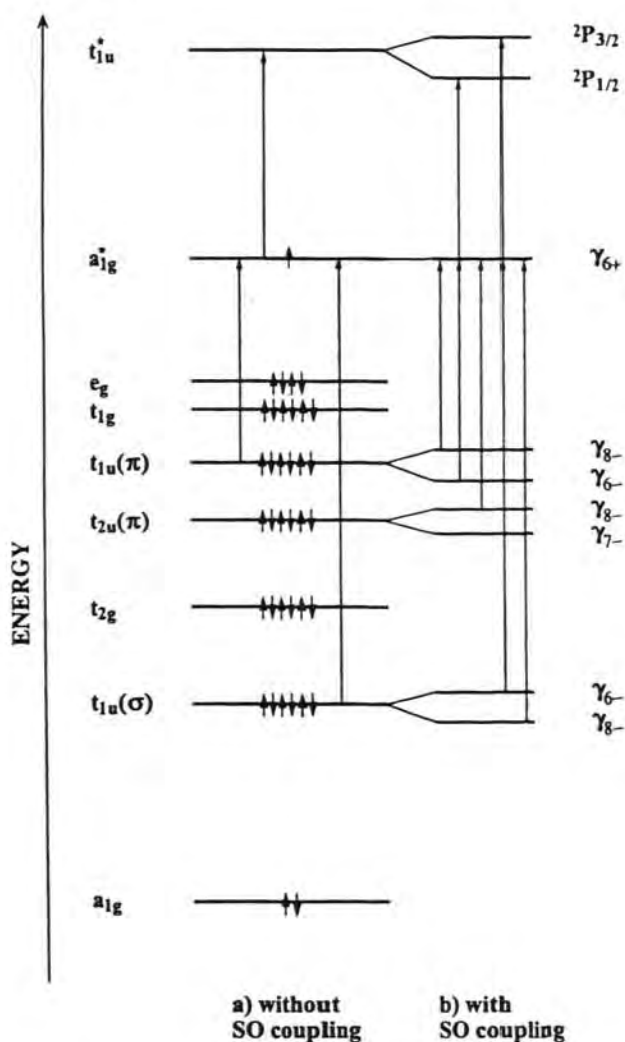 t*1u
²P3/2
²P1/2
a*1g
γ6+
eg
t1g
t1u(π)
γ8−
γ6−
t2u(π)
γ8−
γ7−
t2g
t1u(σ)
γ6−
γ8−
a1g
ENERGY
a) without
SO coupling
b) with
SO coupling